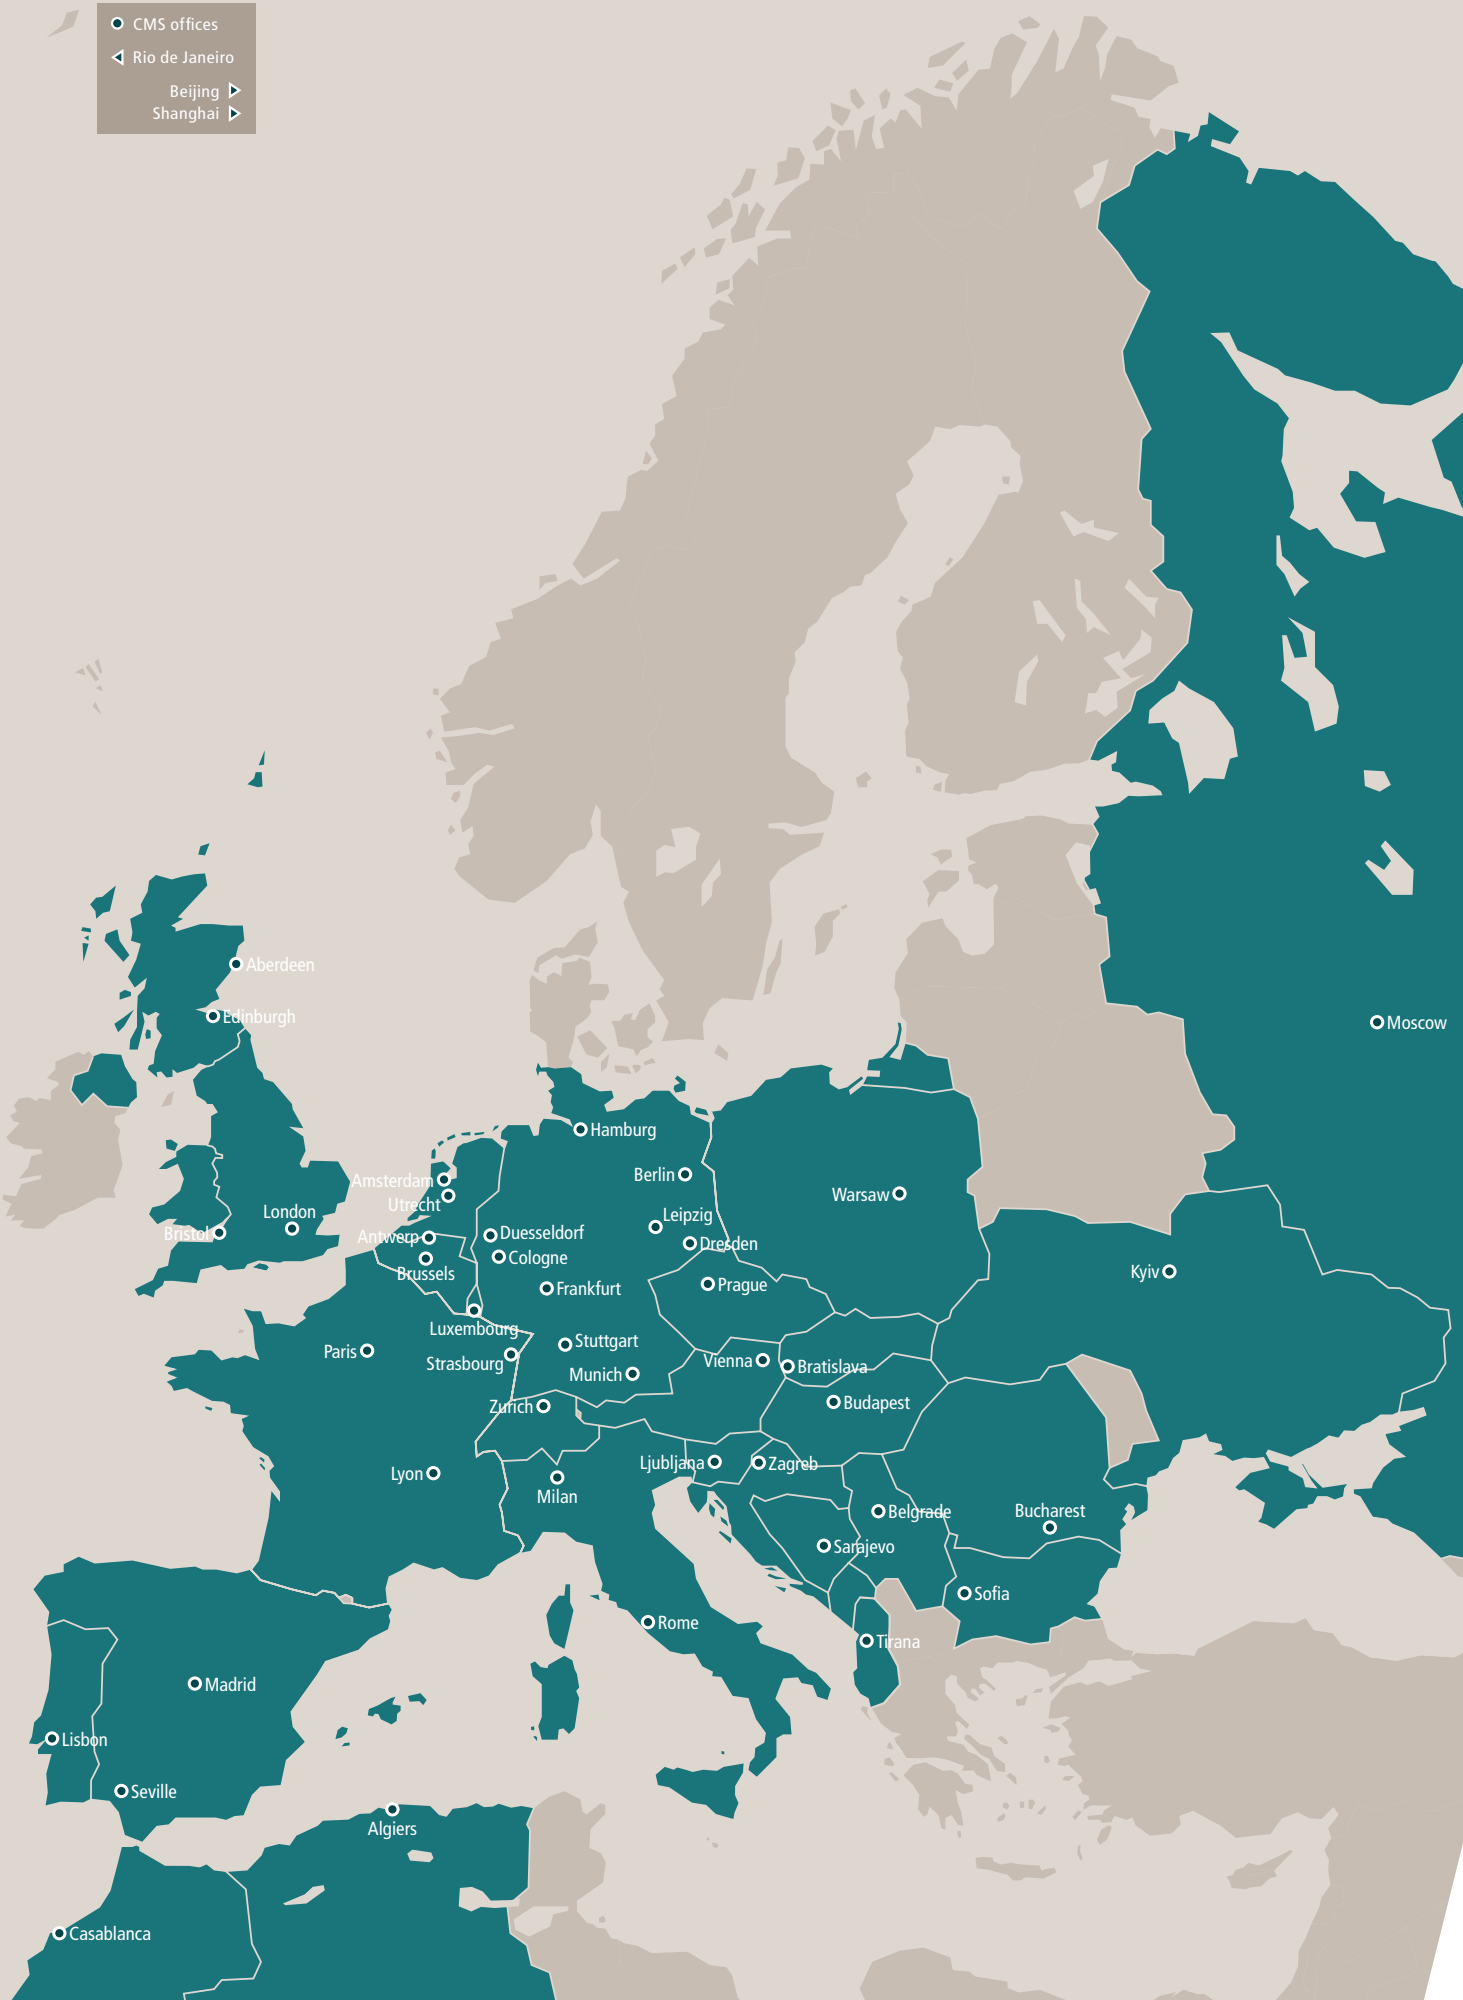 CMS offices
Rio de Janeiro
Beijing
Shanghai
Aberdeen
Edinburgh
Moscow
Hamburg
Berlin
Amsterdam
Warsaw
Utrecht
London
Leipzig
Bristol
Antwerp
Duesseldorf
Dresden
Cologne
Brussels
Kyiv
Frankfurt
Prague
Luxembourg
Stuttgart
Paris
Strasbourg
Vienna
Bratislava
Munich
Zurich
Budapest
Ljubljana
Zagreb
Lyon
Milan
Belgrade
Bucharest
Sarajevo
Sofia
Rome
Tirana
Madrid
Lisbon
Seville
Algiers
Casablanca